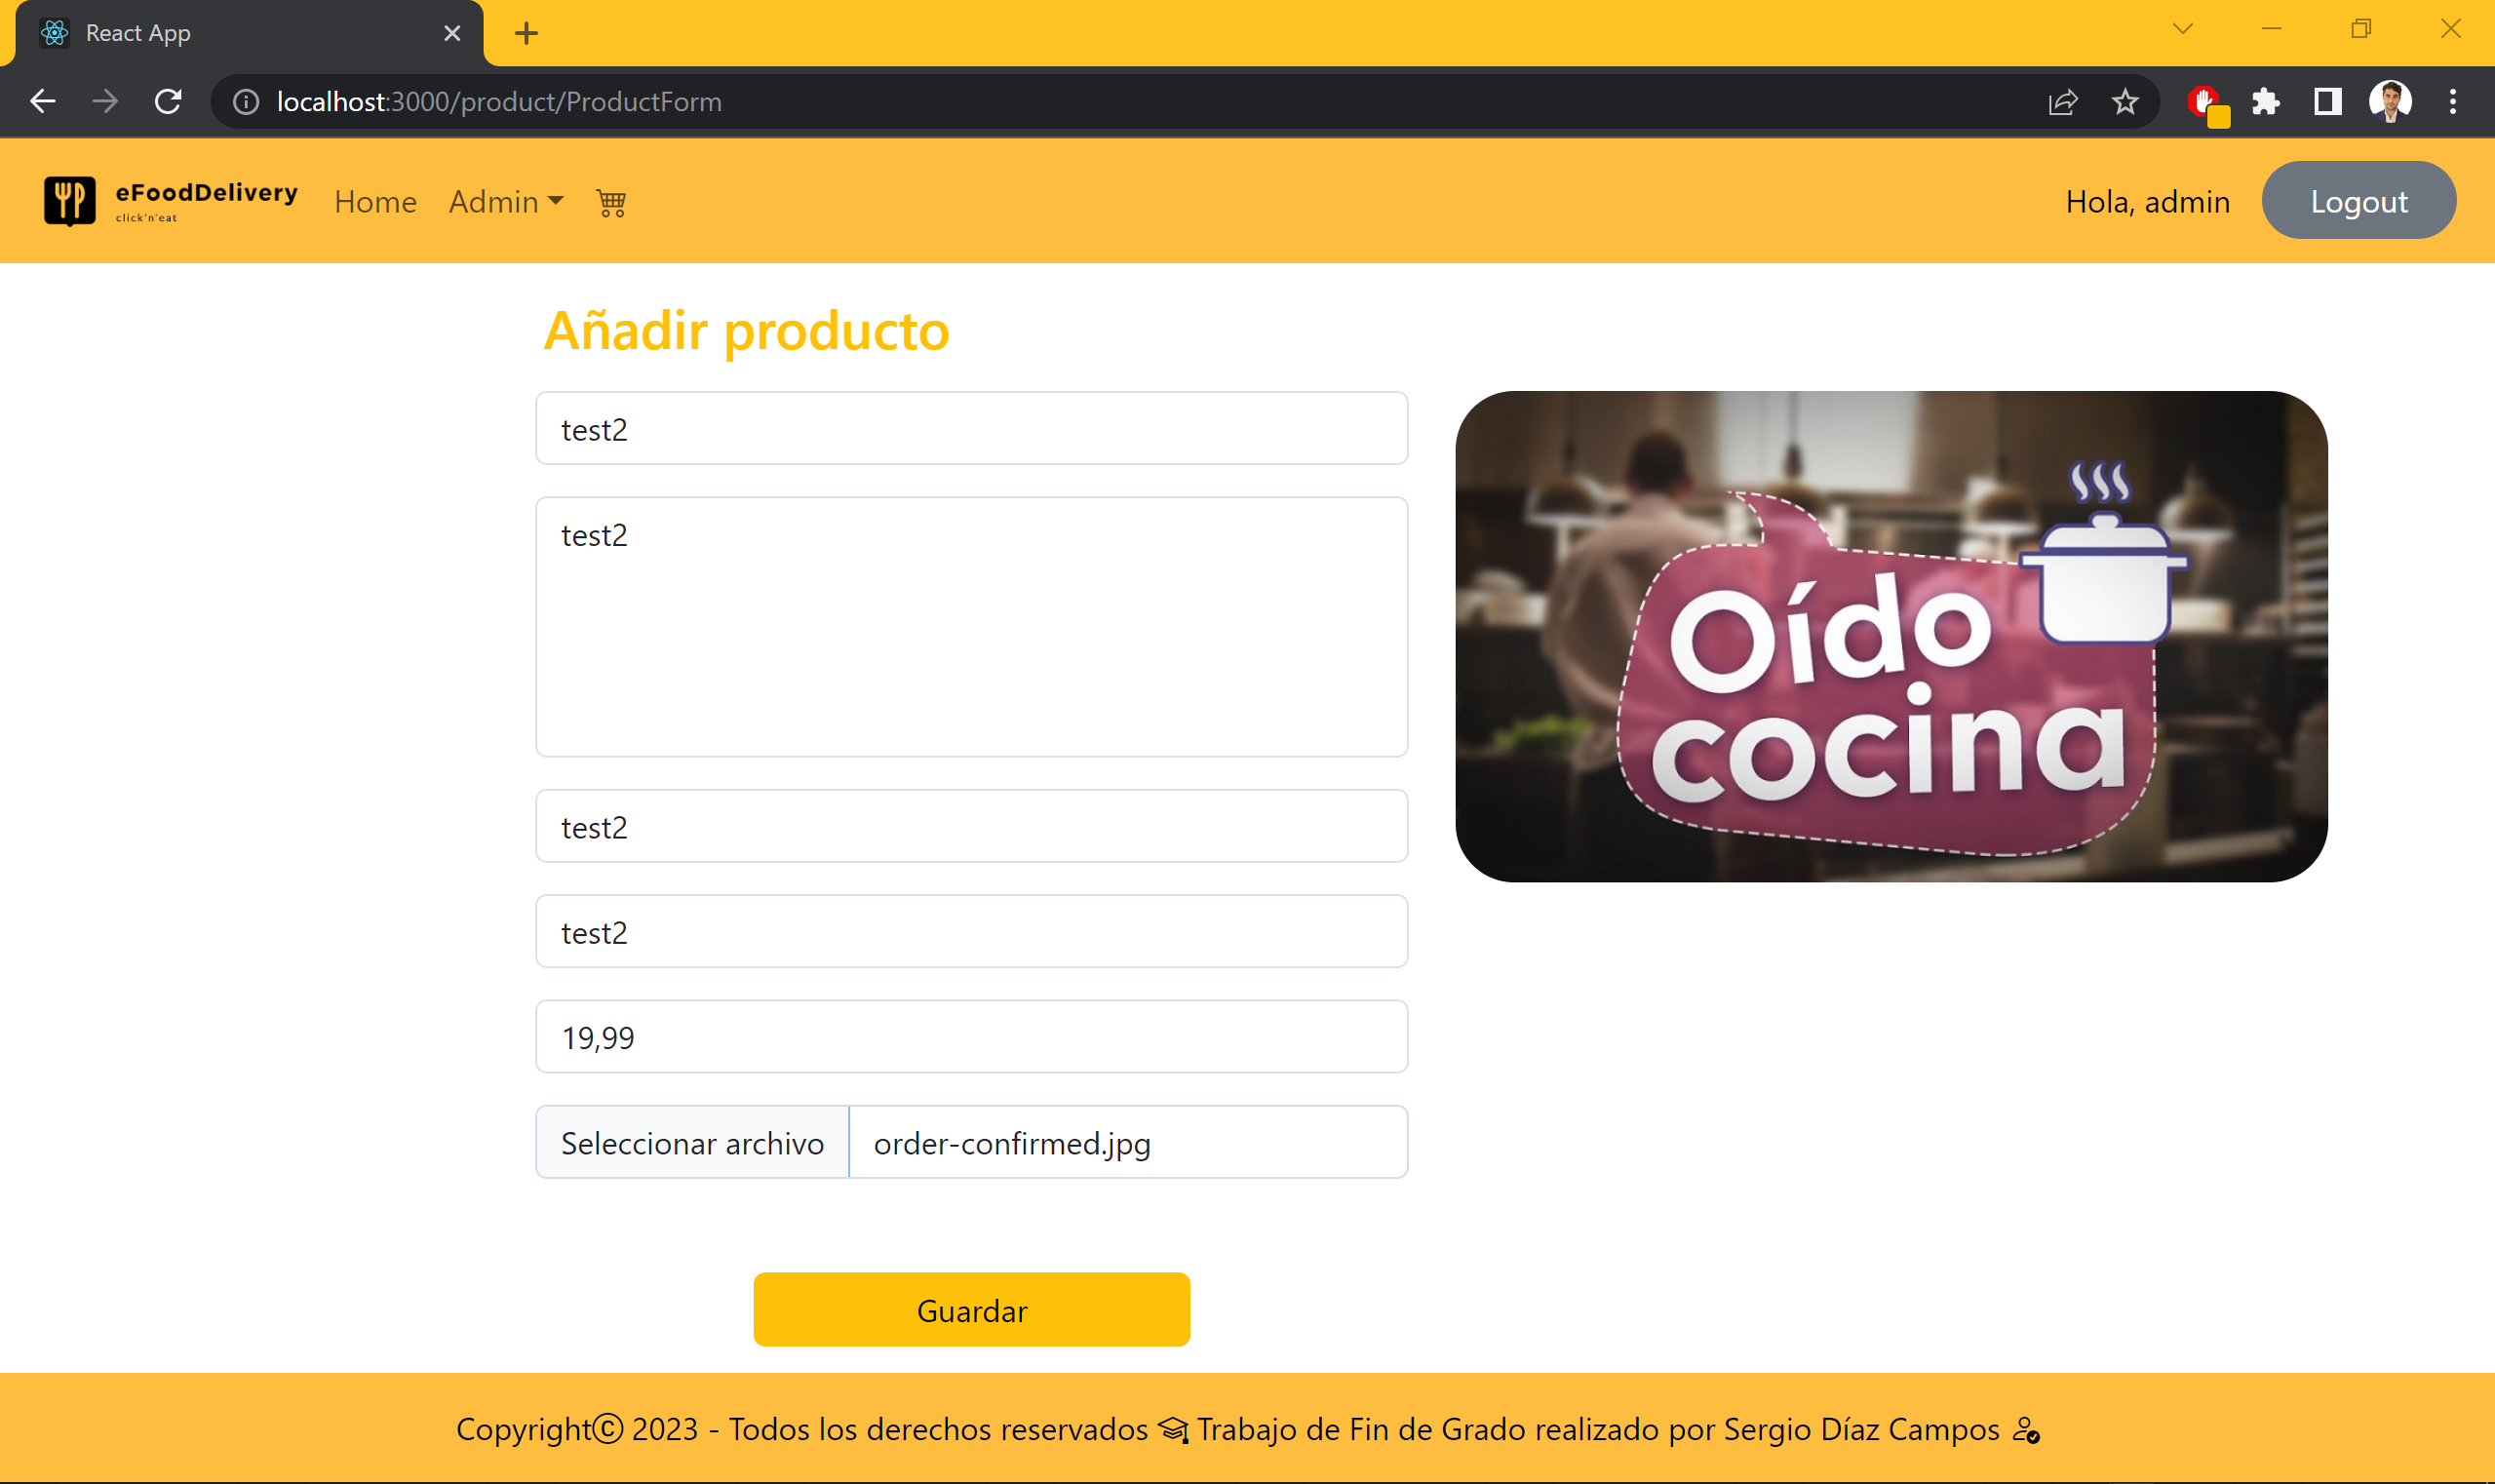 React App
localhost:3000/product/ProductForm
eFoodDelivery
click'n'eat
Home
Admin
Hola, admin
Logout
Añadir producto
test2
test2
test2
test2
19,99
Seleccionar archivo
order-confirmed.jpg
Oído
cocina
Guardar
Copyright© 2023 - Todos los derechos reservados Trabajo de Fin de Grado realizado por Sergio Díaz Campos